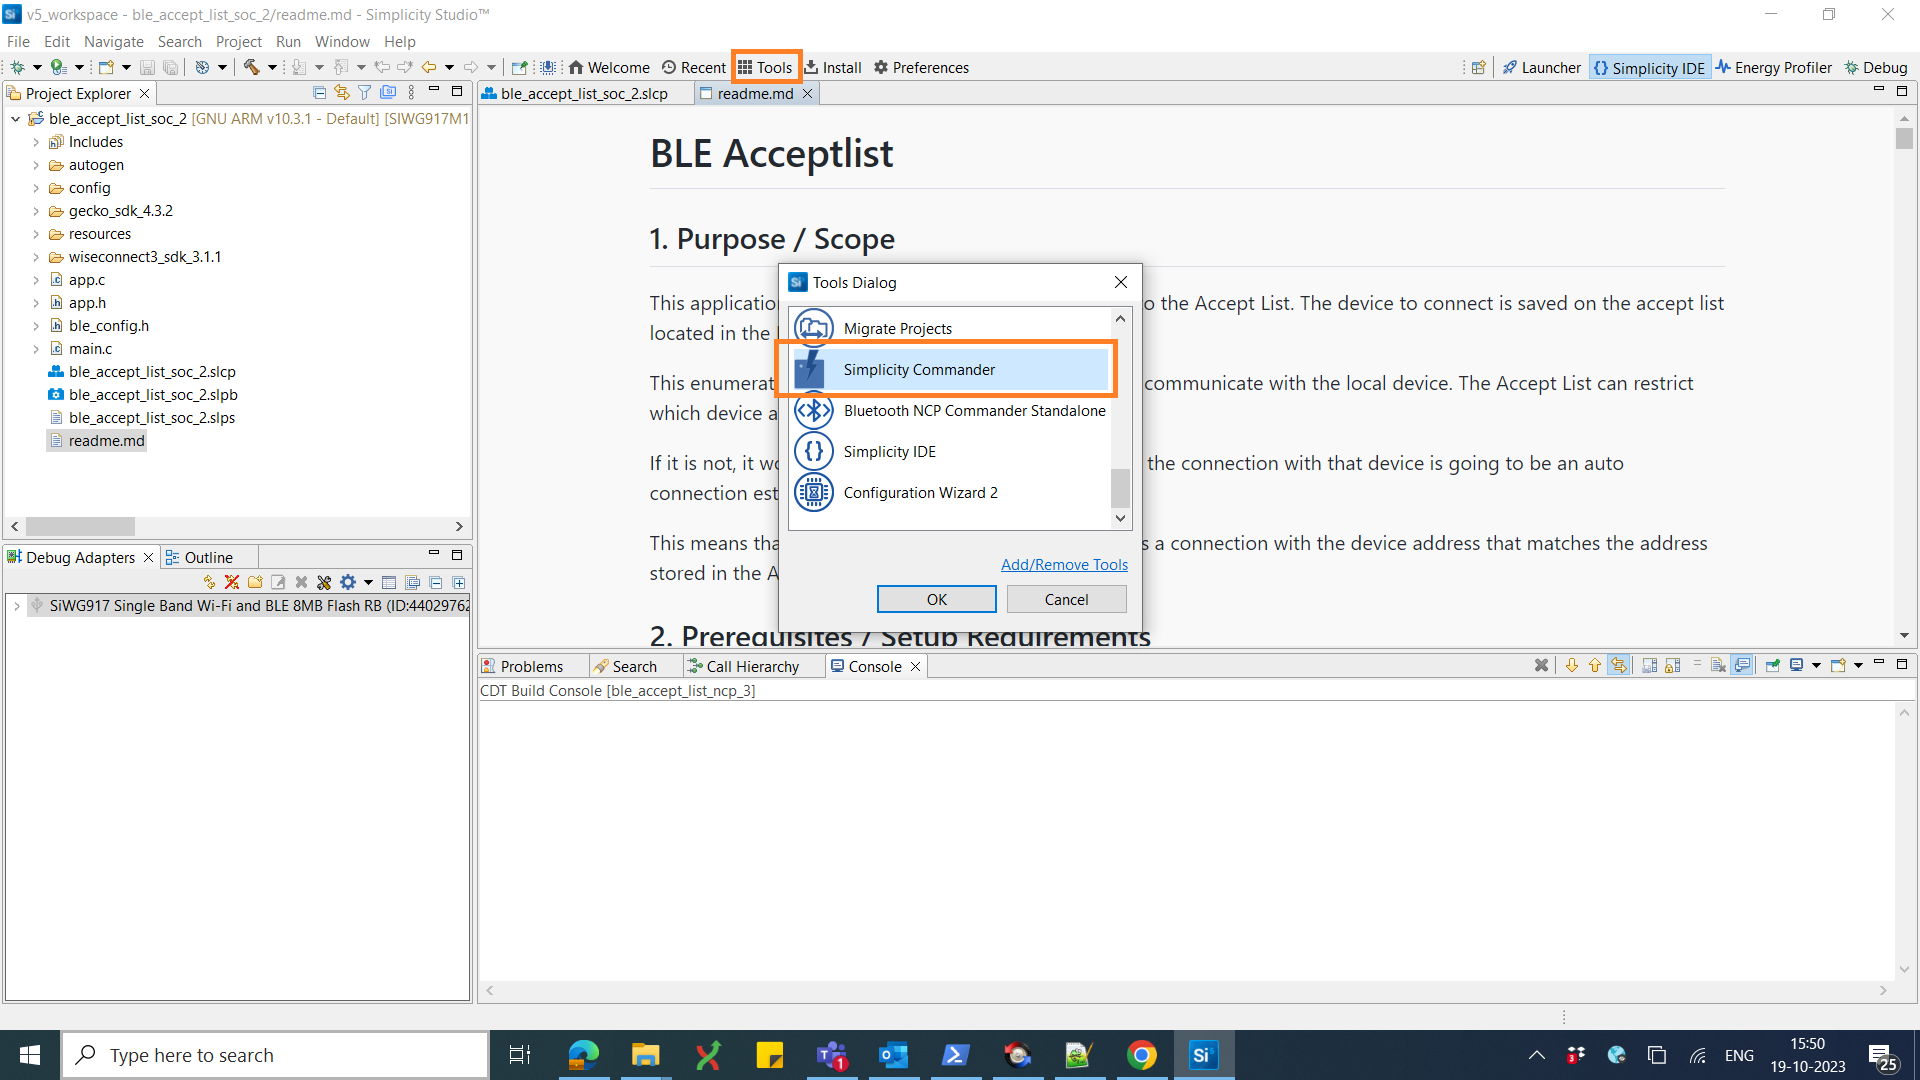 v5_workspace - ble_accept_list_soc_2/readme.md - Simplicity Studio™
File Edit Navigate Search Project Run Window Help
Welcome Recent Tools Install Preferences Launcher {} Simplicity IDE Energy Profiler Debug
Project Explorer
ble_accept_list_soc_2 [GNU ARM v10.3.1 - Default] [SIWG917M1
Includes
autogen
config
gecko_sdk_4.3.2
resources
wiseconnect3_sdk_3.1.1
app.c
app.h
ble_config.h
main.c
ble_accept_list_soc_2.slcp
ble_accept_list_soc_2.slpb
ble_accept_list_soc_2.slps
readme.md
Debug Adapters Outline
SiWG917 Single Band Wi-Fi and BLE 8MB Flash RB (ID:44029762
ble_accept_list_soc_2.slcp readme.md
BLE Acceptlist
1. Purpose / Scope
This application o the Accept List. The device to connect is saved on the accept list
located in the
This enumerat communicate with the local device. The Accept List can restrict
which device a
If it is not, it wo the connection with that device is going to be an auto
connection est
This means tha s a connection with the device address that matches the address
stored in the A
2. Prerequisites / Setup Requirements
Tools Dialog
Migrate Projects
Simplicity Commander
Bluetooth NCP Commander Standalone
Simplicity IDE
Configuration Wizard 2
Add/Remove Tools
OK Cancel
Problems Search Call Hierarchy Console
CDT Build Console [ble_accept_list_ncp_3]
Type here to search
Si
1
3
ENG
15:50
19-10-2023
25